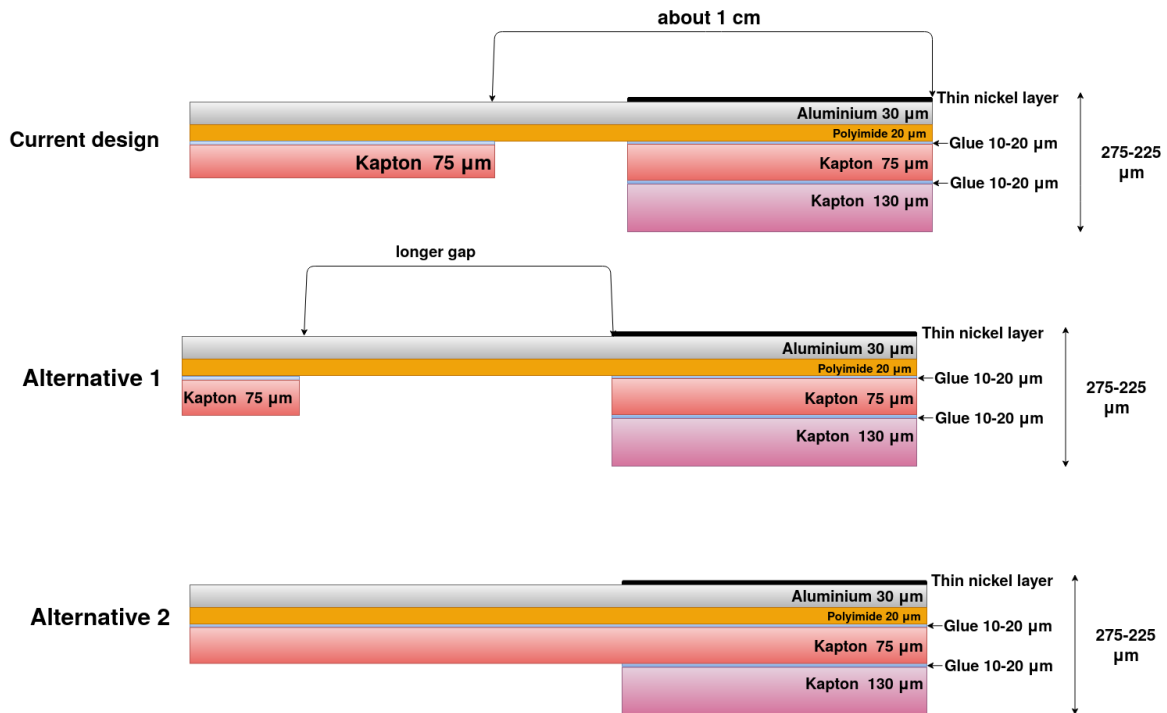 about 1 cm
Thin nickel layer
Aluminium 30 μm
Current design
Polyimide 20 μm
Glue 10-20 μm
Kapton 75 μm
Kapton 75 μm
275-225
μm
Glue 10-20 μm
Kapton 130 μm
longer gap
Thin nickel layer
Aluminium 30 μm
Alternative 1
Polyimide 20 μm
Glue 10-20 μm
Kapton 75 μm
Kapton 75 μm
275-225
μm
Glue 10-20 μm
Kapton 130 μm
Thin nickel layer
Aluminium 30 μm
Alternative 2
Polyimide 20 μm
Glue 10-20 μm
Kapton 75 μm
275-225
μm
Glue 10-20 μm
Kapton 130 μm